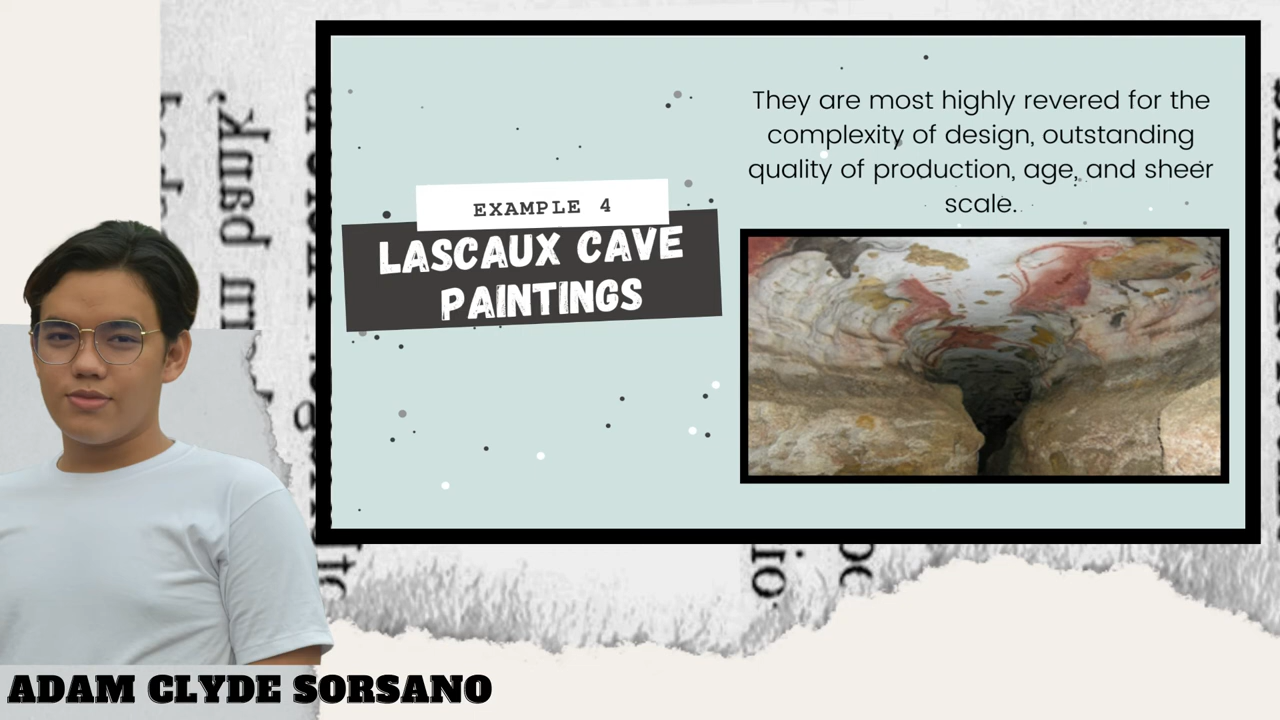 EXAMPLE 4
LASCAUX CAVE
PAINTINGS
They are most highly revered for the
complexity of design, outstanding
quality of production, age, and sheer
scale.
ADAM CLYDE SORSANO